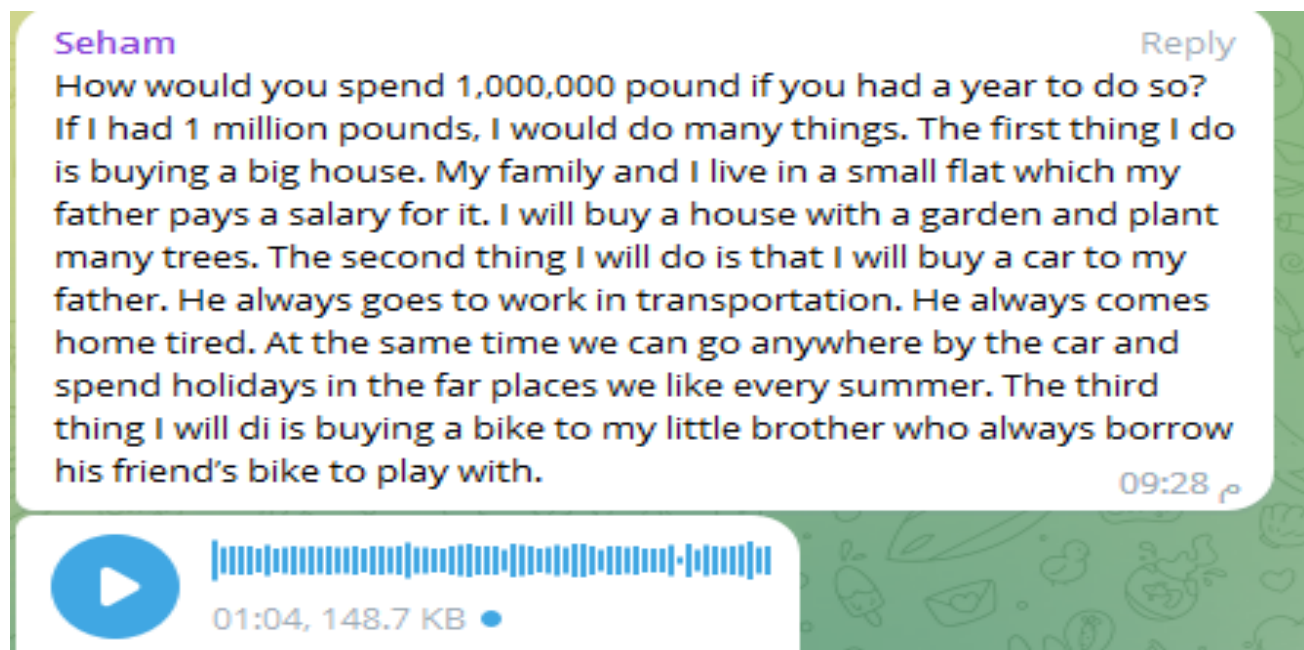 Seham Reply
How would you spend 1,000,000 pound if you had a year to do so?
If I had 1 million pounds, I would do many things. The first thing I do
is buying a big house. My family and I live in a small flat which my
father pays a salary for it. I will buy a house with a garden and plant
many trees. The second thing I will do is that I will buy a car to my
father. He always goes to work in transportation. He always comes
home tired. At the same time we can go anywhere by the car and
spend holidays in the far places we like every summer. The third
thing I will di is buying a bike to my little brother who always borrow
his friend’s bike to play with.
09:28 م
01:04, 148.7 KB